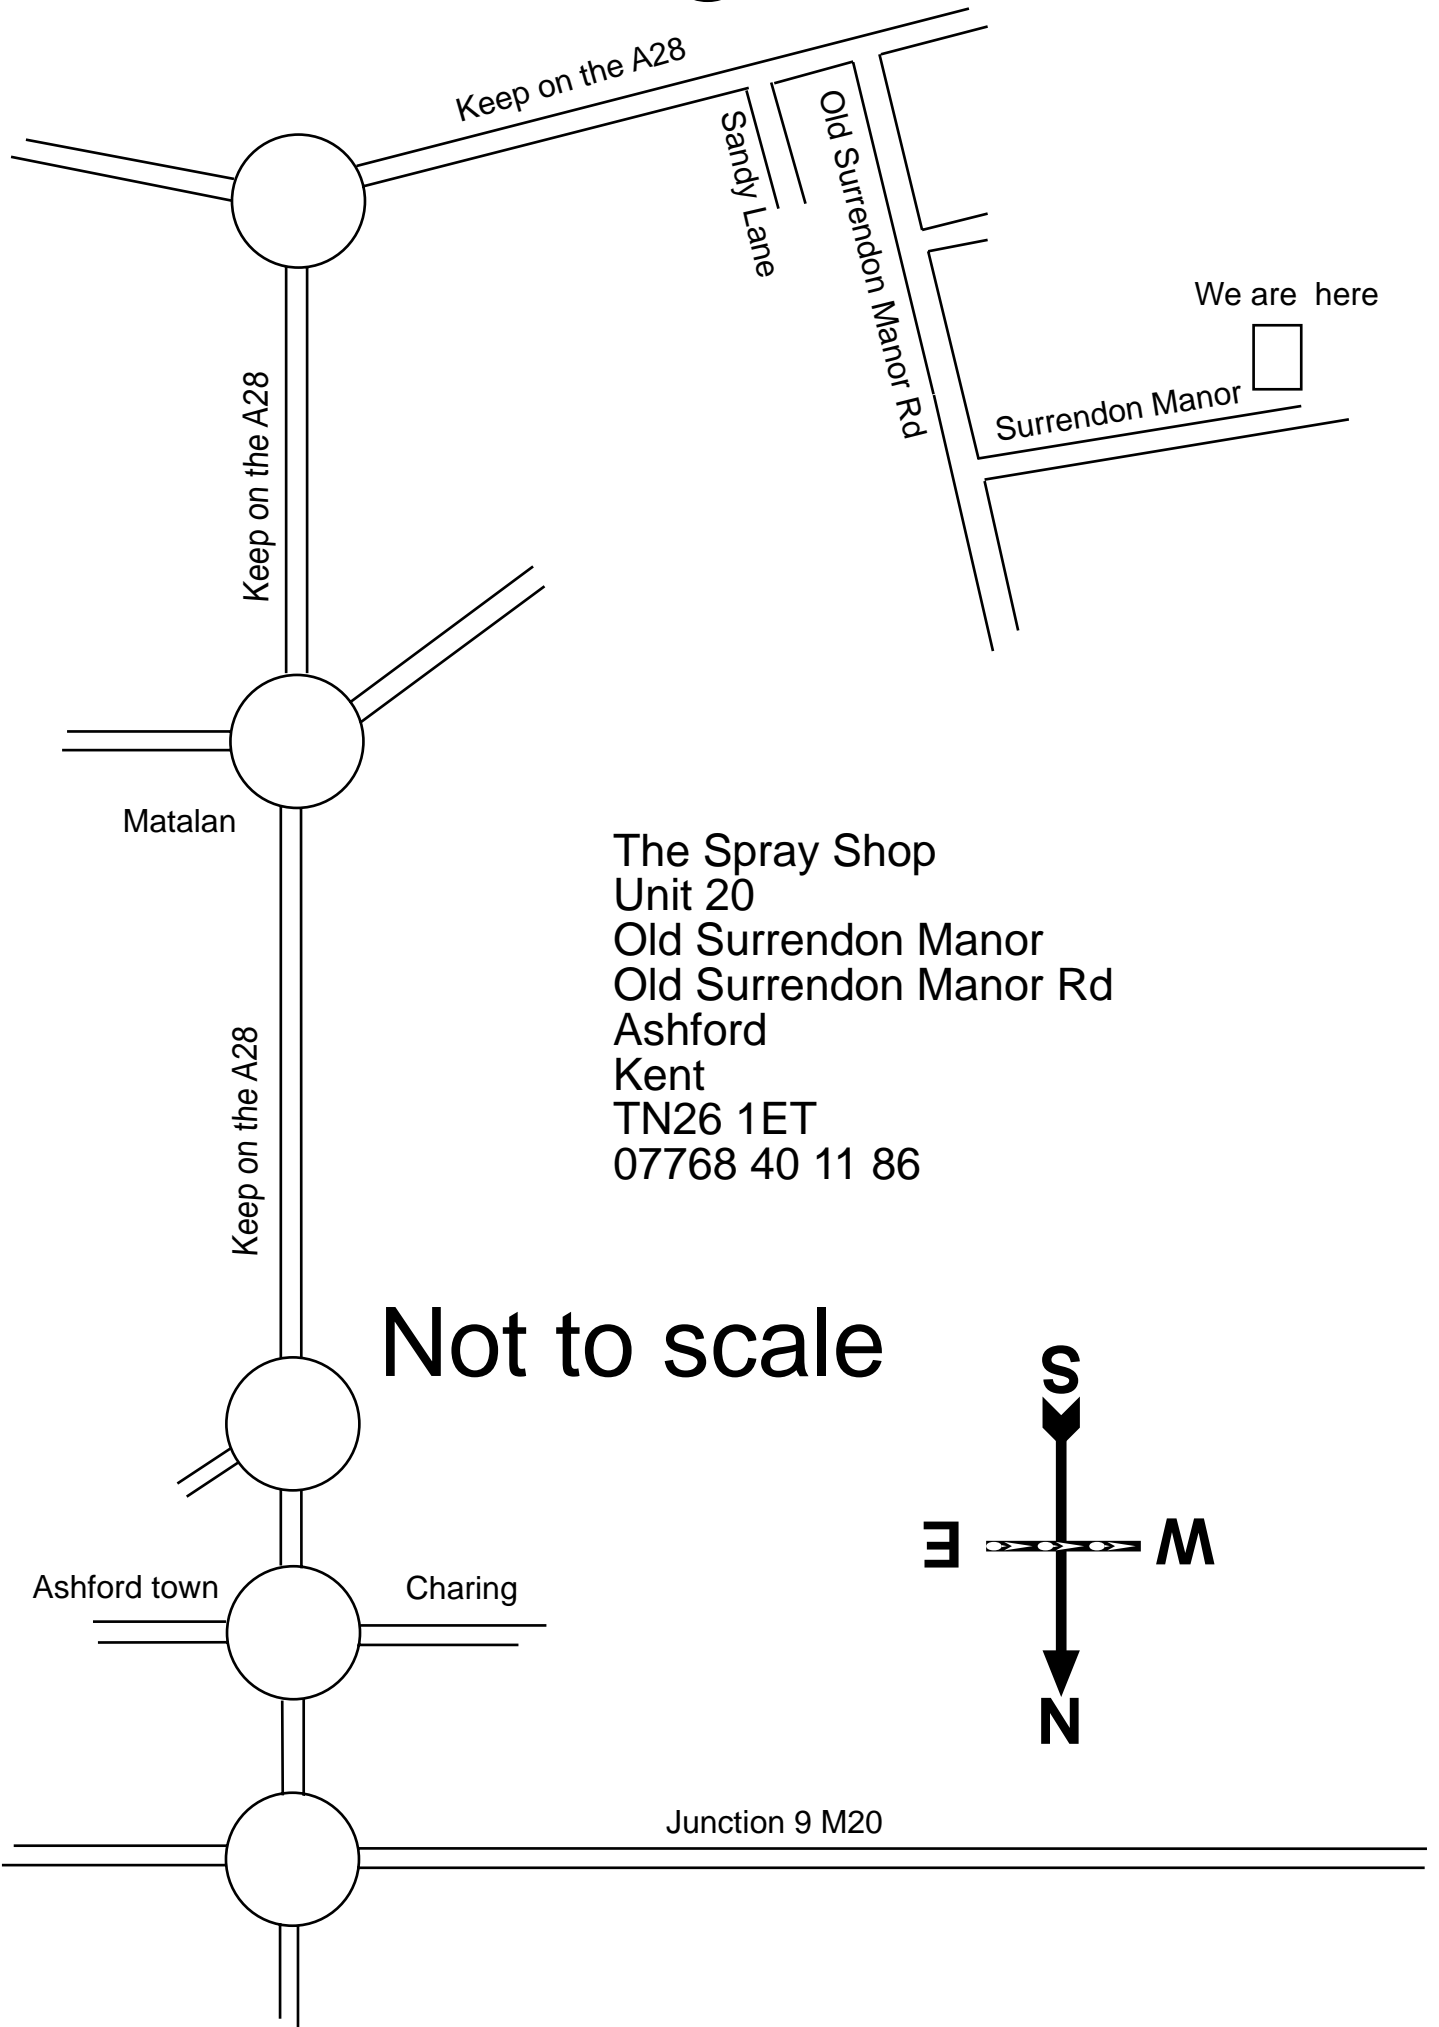 Keep on the A28
Sandy Lane
Old Surrendon Manor Rd
We are here
Surrendon Manor
Keep on the A28
Matalan
The Spray Shop
Unit 20
Old Surrendon Manor
Old Surrendon Manor Rd
Ashford
Kent
TN26 1ET
07768 40 11 86
Keep on the A28
Not to scale
S
E
W
N
Ashford town
Charing
Junction 9 M20